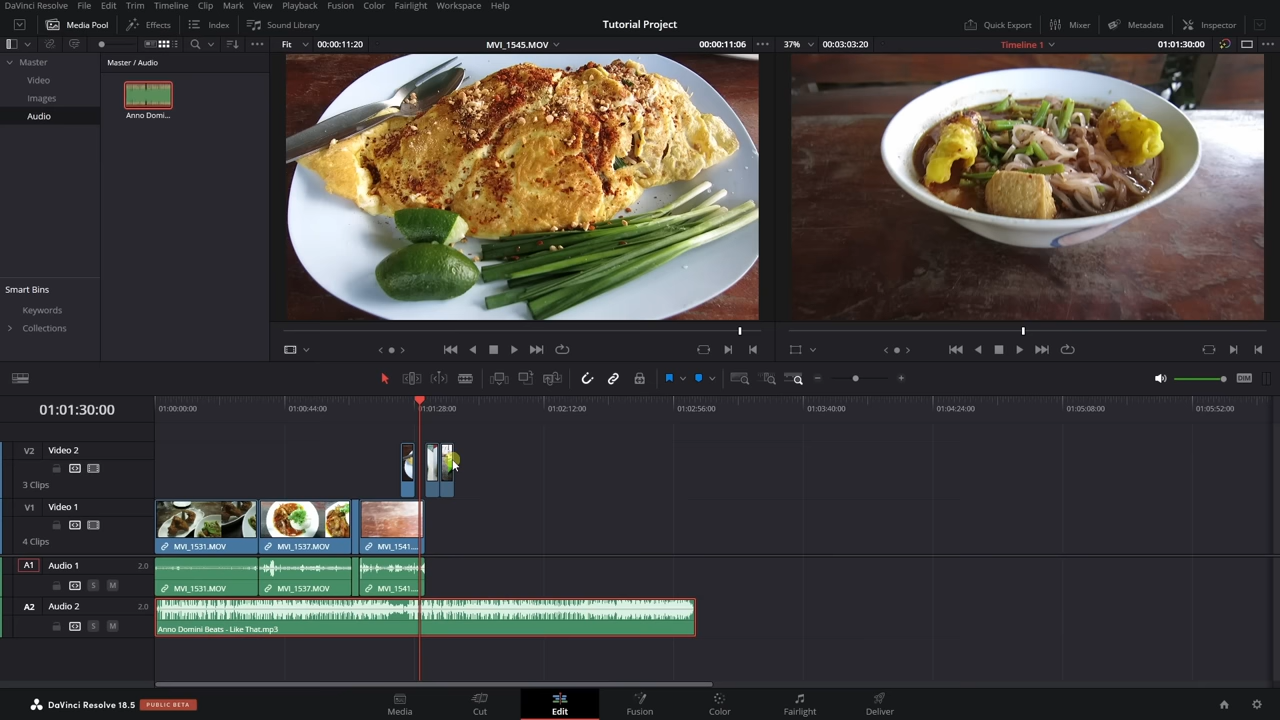 DaVinci Resolve File Edit Trim Timeline Clip Mark View Playback Fusion Color Fairlight Workspace Help
Media Pool Effects Index Sound Library Tutorial Project Quick Export Mixer Metadata Inspector
Fit 00:00:11:20 MVI_1545.MOV 00:00:11:06 37% 00:03:03:20 Timeline 1 01:01:30:00
Master
Video
Images
Audio
Master / Audio
Anno Domi...
Smart Bins
Keywords
Collections
DIM
01:01:30:00 01:00:00:00 01:00:44:00 01:01:28:00 01:02:12:00 01:02:56:00 01:03:40:00 01:04:24:00 01:05:08:00 01:05:52:00
V2 Video 2
3 Clips
V1 Video 1
4 Clips
MVI_1531.MOV MVI_1537.MOV MVI_1541....
A1 Audio 1 2.0
S M
MVI_1531.MOV MVI_1537.MOV MVI_1541....
A2 Audio 2 2.0
S M
Anno Domini Beats - Like That.mp3
DaVinci Resolve 18.5 PUBLIC BETA
Media Cut Edit Fusion Color Fairlight Deliver